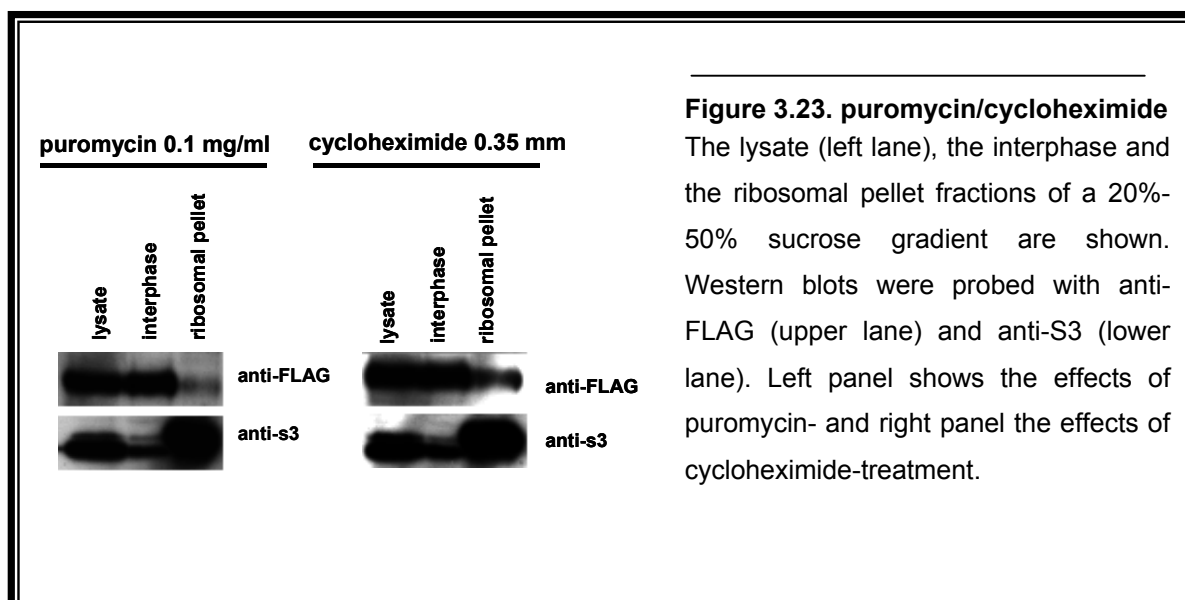 puromycin 0.1 mg/ml
cycloheximide 0.35 mm
lysate
interphase
ribosomal pellet
lysate
interphase
ribosomal pellet
anti-FLAG
anti-s3
anti-FLAG
anti-s3
Figure 3.23. puromycin/cycloheximide
The lysate (left lane), the interphase and
the ribosomal pellet fractions of a 20%-
50% sucrose gradient are shown.
Western blots were probed with anti-
FLAG (upper lane) and anti-S3 (lower
lane). Left panel shows the effects of
puromycin- and right panel the effects of
cycloheximide-treatment.